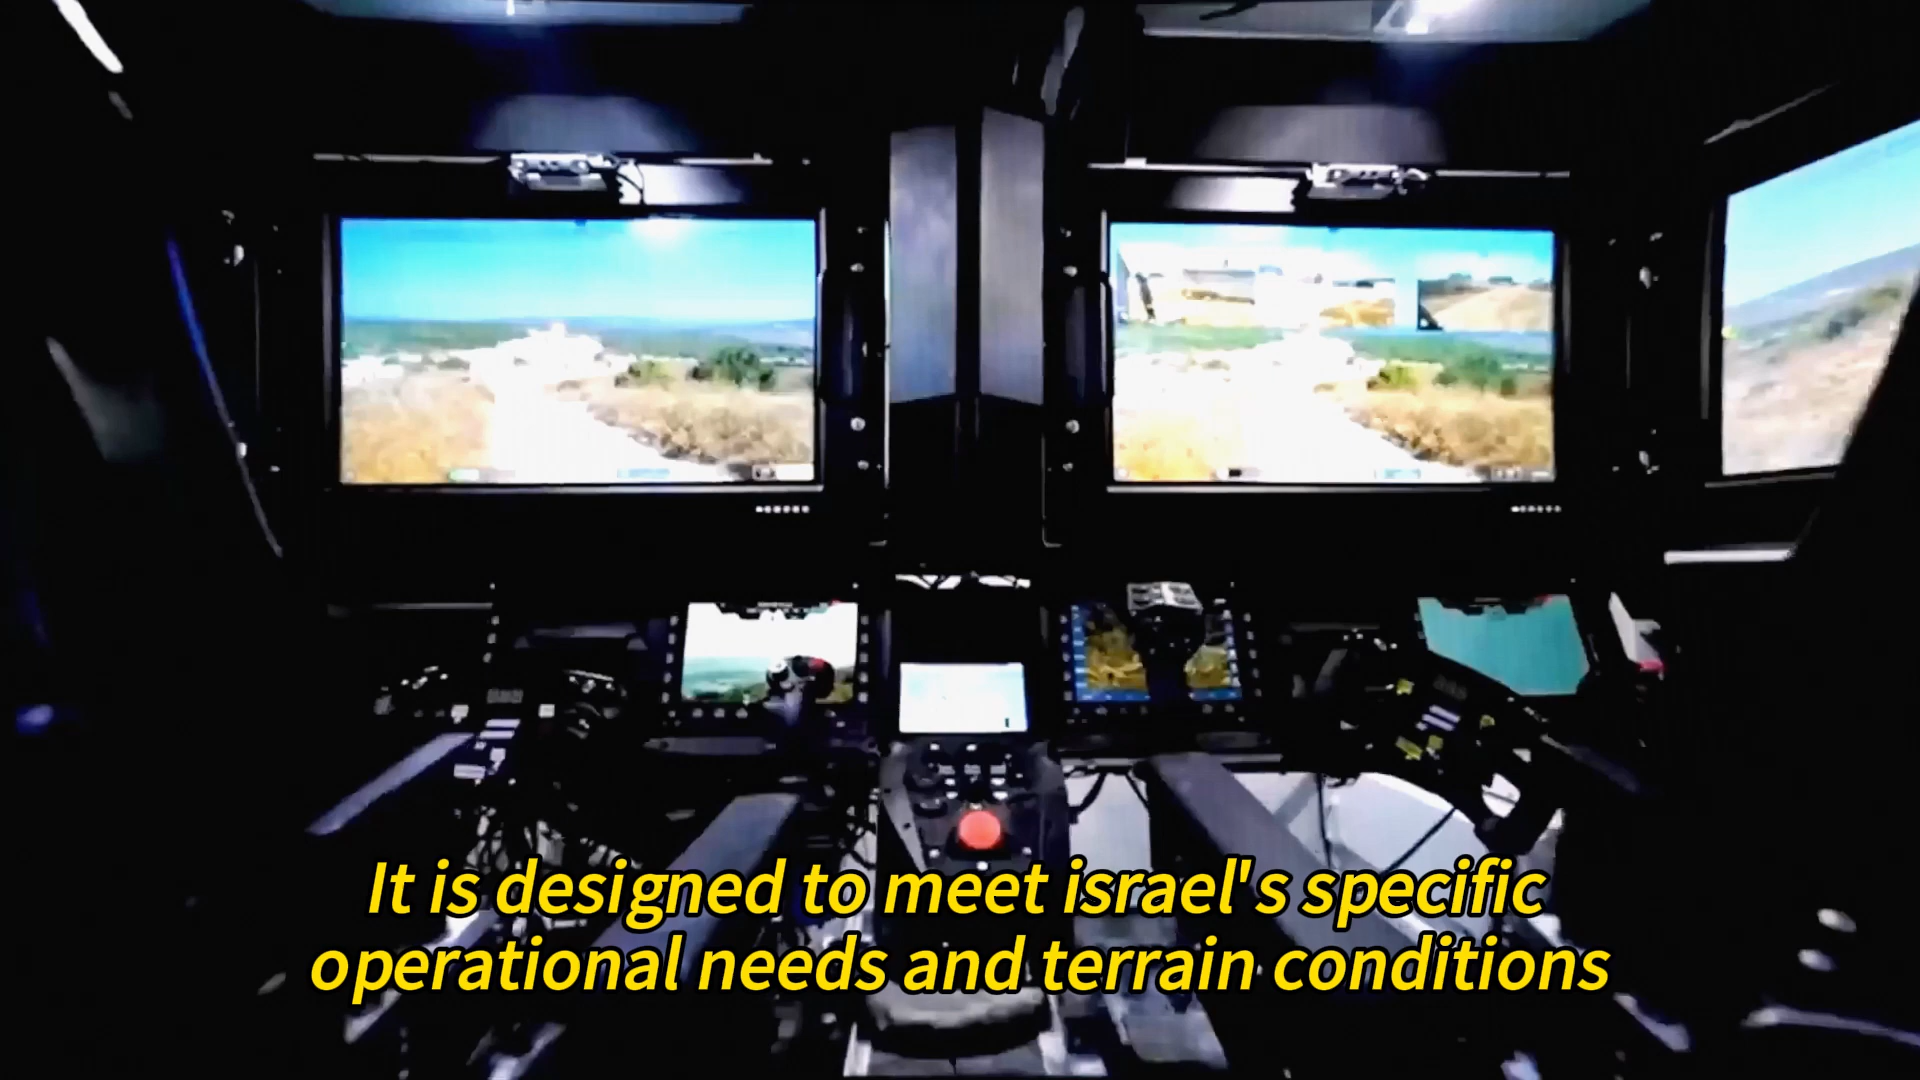 It is designed to meet israel's specific
operational needs and terrain conditions